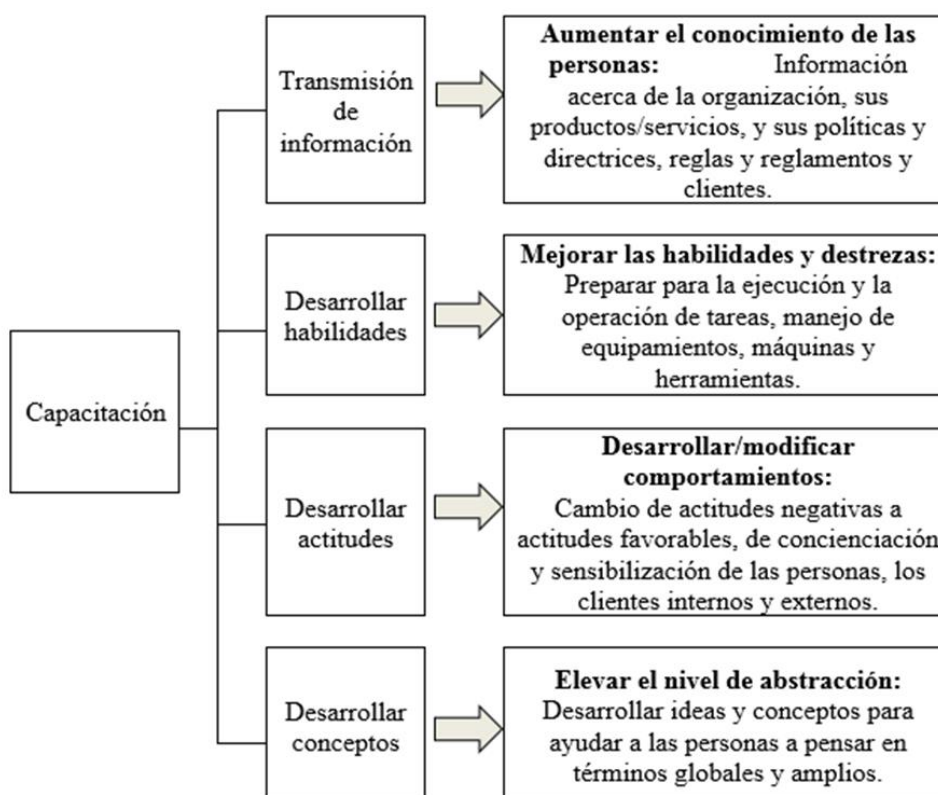 Capacitación
Transmisión
de
información
Aumentar el conocimiento de las
personas: Información
acerca de la organización, sus
productos/servicios, y sus políticas y
directrices, reglas y reglamentos y
clientes.
Desarrollar
habilidades
Mejorar las habilidades y destrezas:
Preparar para la ejecución y la
operación de tareas, manejo de
equipamientos, máquinas y
herramientas.
Desarrollar
actitudes
Desarrollar/modificar
comportamientos:
Cambio de actitudes negativas a
actitudes favorables, de concienciación
y sensibilización de las personas, los
clientes internos y externos.
Desarrollar
conceptos
Elevar el nivel de abstracción:
Desarrollar ideas y conceptos para
ayudar a las personas a pensar en
términos globales y amplios.